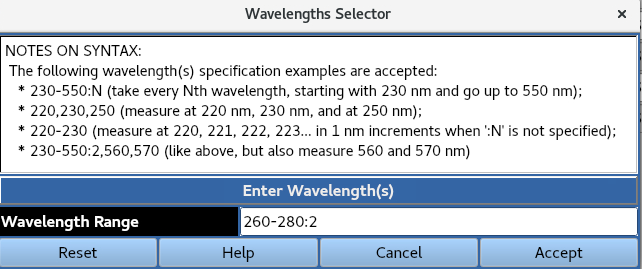 Wavelengths Selector
×
NOTES ON SYNTAX:
The following wavelength(s) specification examples are accepted:
* 230-550:N (take every Nth wavelength, starting with 230 nm and go up to 550 nm);
* 220,230,250 (measure at 220 nm, 230 nm, and at 250 nm);
* 220-230 (measure at 220, 221, 222, 223... in 1 nm increments when ':N' is not specified);
* 230-550:2,560,570 (like above, but also measure 560 and 570 nm)
Enter Wavelength(s)
Wavelength Range 260-280:2
Reset Help Cancel Accept